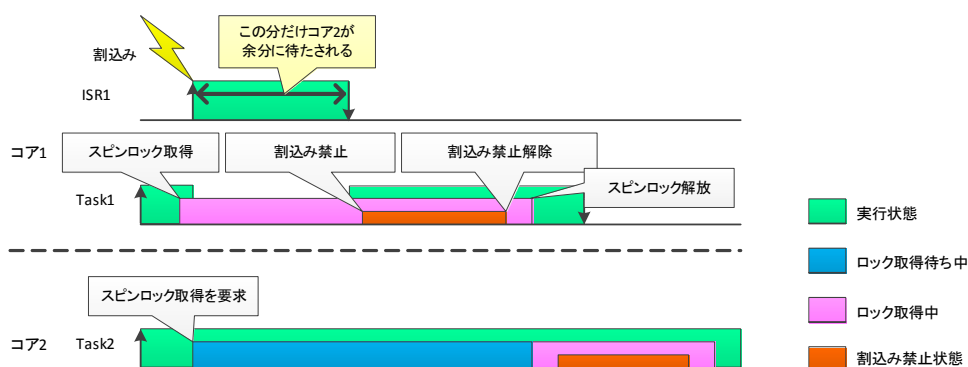 この分だけコア2が
余分に待たされる
割込み
ISR1
コア1
スピンロック取得
割込み禁止
割込み禁止解除
スピンロック解放
Task1
実行状態
ロック取得待ち中
スピンロック取得を要求
ロック取得中
コア2
Task2
割込み禁止状態